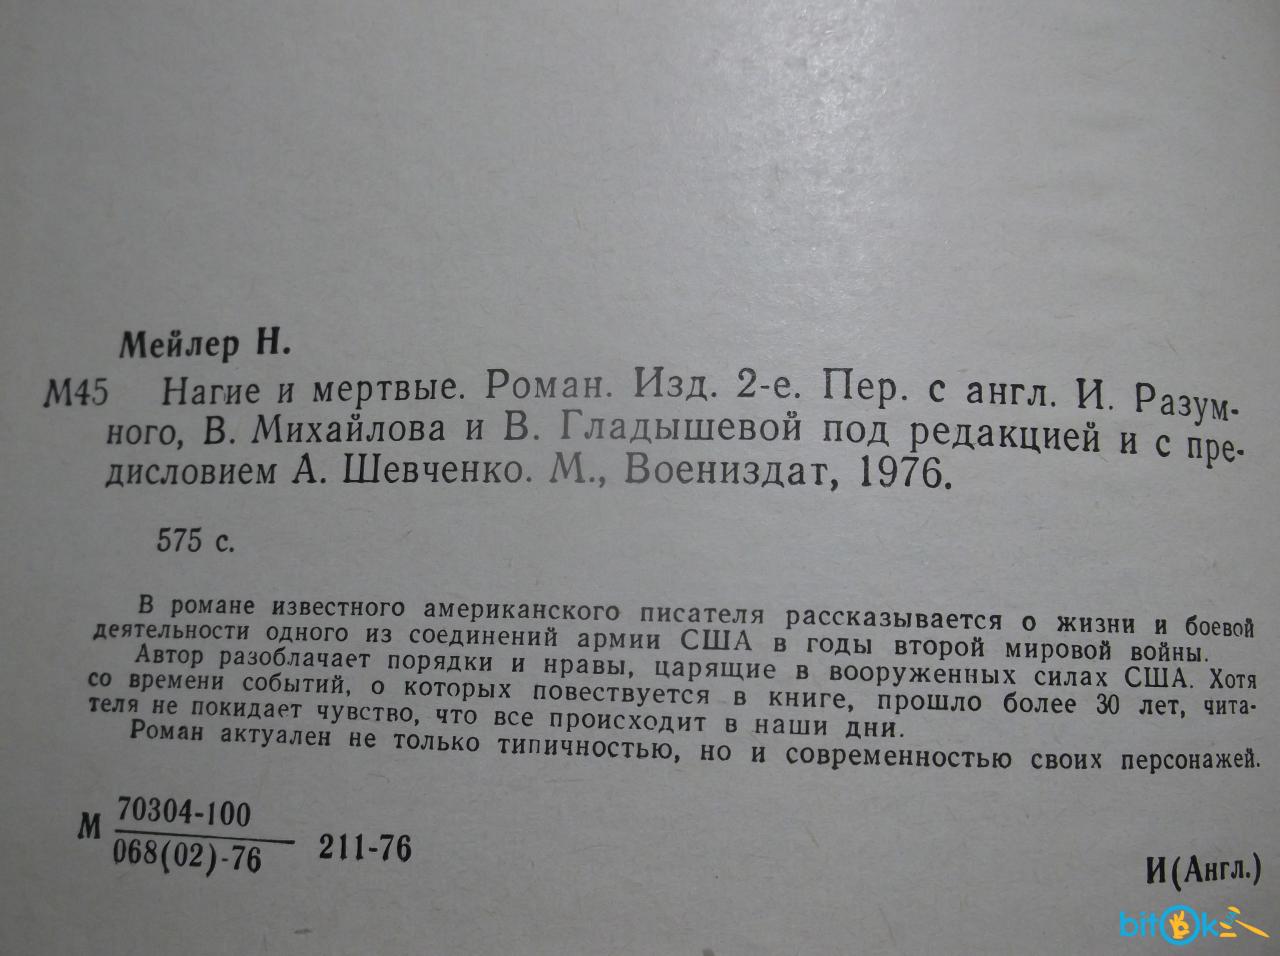 Мейлер Н.
М45 Нагие и мертвые. Роман. Изд. 2-е. Пер. с англ. И. Разум-
ного, В. Михайлова и В. Гладышевой под редакцией и с пре-
дисловием А. Шевченко. М., Воениздат, 1976.
575 с.
В романе известного американского писателя рассказывается о жизни и боевой
деятельности одного из соединений армии США в годы второй мировой войны.
Автор разоблачает порядки и нравы, царящие в вооруженных силах США. Хотя
со времени событий, о которых повествуется в книге, прошло более 30 лет, чита-
теля не покидает чувство, что все происходит в наши дни.
Роман актуален не только типичностью, но и современностью своих персонажей.
М 70304-100
068(02)-76 211-76
И(Англ.)
bitOk